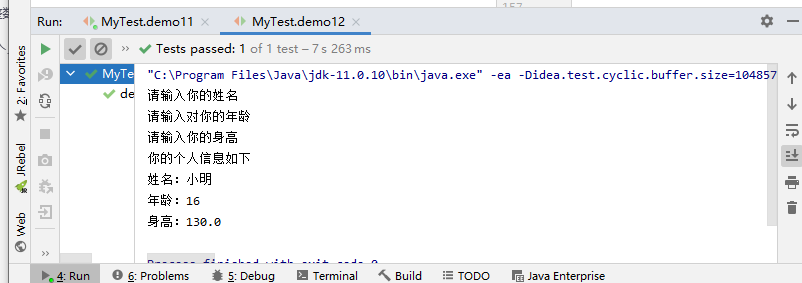 157
Run: MyTest.demo11 × MyTest.demo12 ×
Tests passed: 1 of 1 test – 7 s 263 ms
MyTe
de
"C:\Program Files\Java\jdk-11.0.10\bin\java.exe" -ea -Didea.test.cyclic.buffer.size=104857
请输入你的姓名
请输入对你的年龄
请输入你的身高
你的个人信息如下
姓名：小明
年龄：16
身高：130.0
Process finished with exit code 0
2: Favorites
JRebel
JR
Web
4: Run 6: Problems 5: Debug Terminal Build TODO Java Enterprise